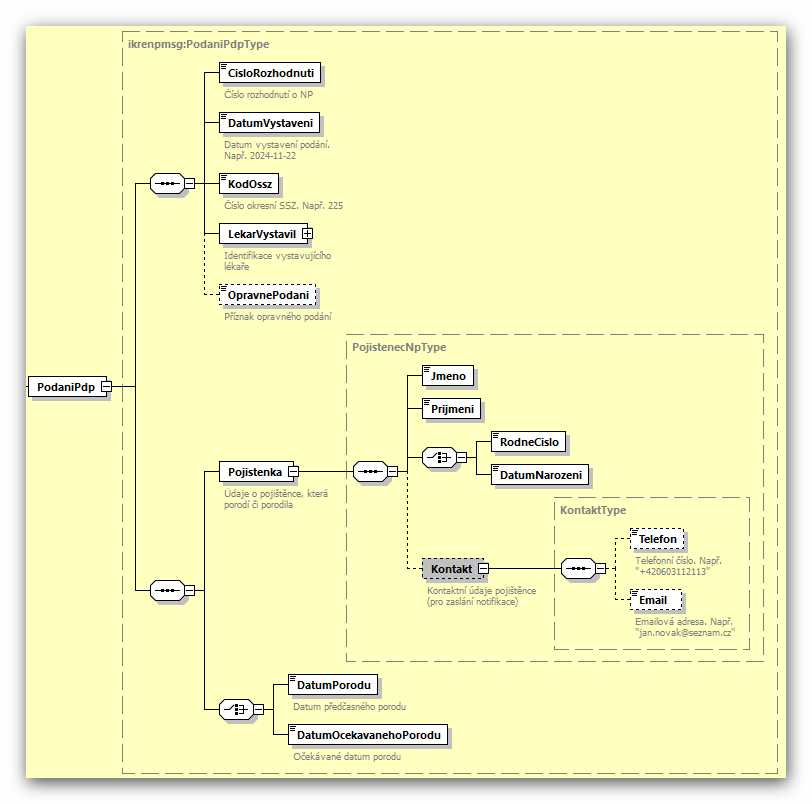 ikrenpmsg:PodaniPdpType
CisloRozhodnuti
Číslo rozhodnutí o NP
DatumVystaveni
Datum vystavení podání.
Např. 2024-11-22
KodOssz
Číslo okresní SSZ. Např. 225
LekarVystavil
Identifikace vystavujícího
lékaře
OpravnePodani
Příznak opravného podání
PodaniPdp
PojistenecNpType
Jmeno
Prijmeni
RodneCislo
DatumNarozeni
Pojistenka
Údaje o pojištěnce, která
porodí či porodila
KontaktType
Telefon
Telefonní číslo. Např.
"+420603112113"
Kontakt
Kontaktní údaje pojištěnce
(pro zaslání notifikace)
Email
Emailová adresa. Např.
"jan.novak@seznam.cz"
DatumPorodu
Datum předčasného porodu
DatumOcekavanehoPorodu
Očekávané datum porodu